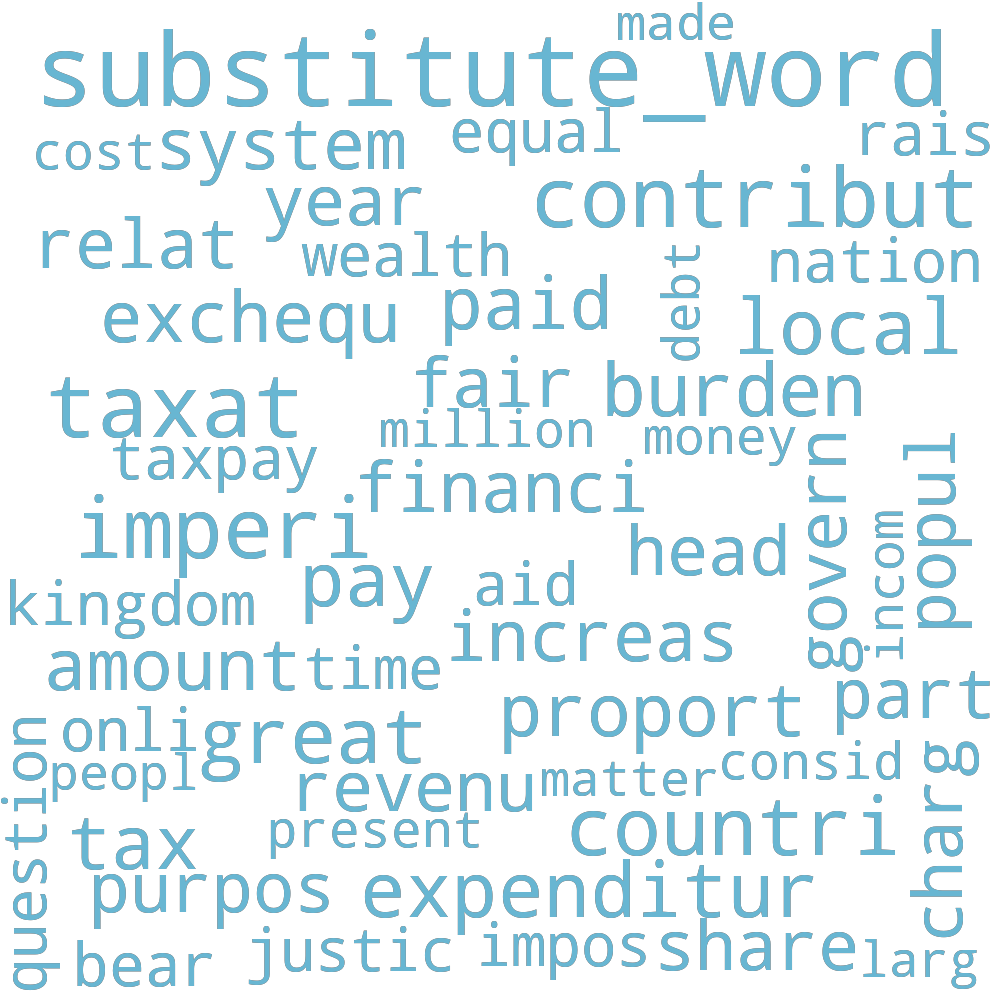 made
substitute_word
cost system equal rais
year contribut
relat wealth debt nation
exchequ paid local
taxat fair burden
million money
taxpay financi govern popul
imperi head incom
kingdom pay aid
increas
amount time
proport part
onli great
peopl revenu matter consid charg
question
tax present countri
purpos expenditur
bear justic impos share larg